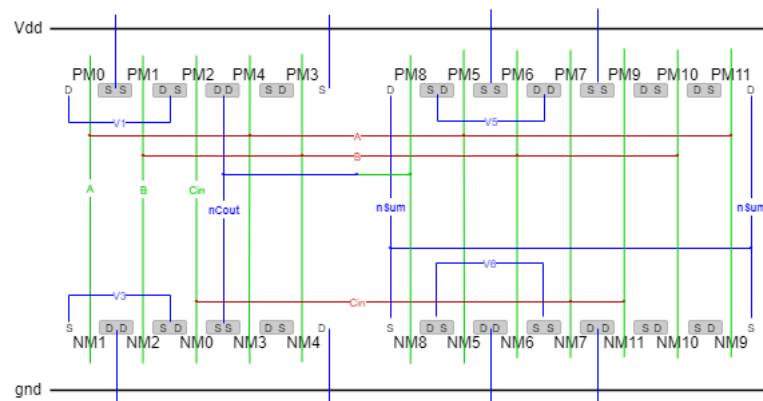 Vdd
PM0 PM1 PM2 PM4 PM3 PM8 PM5 PM6 PM7 PM9 PM10 PM11
D S S D S D D S D S D S D S S D D S S D S D S D D
V1 V5
A
B
A B Cin
nCout nSum nSum
V3 V6
Cin
S D D S D S S D S D S D S D D S S D D S D S D S
NM1 NM2 NM0 NM3 NM4 NM8 NM5 NM6 NM7 NM11 NM10 NM9
gnd